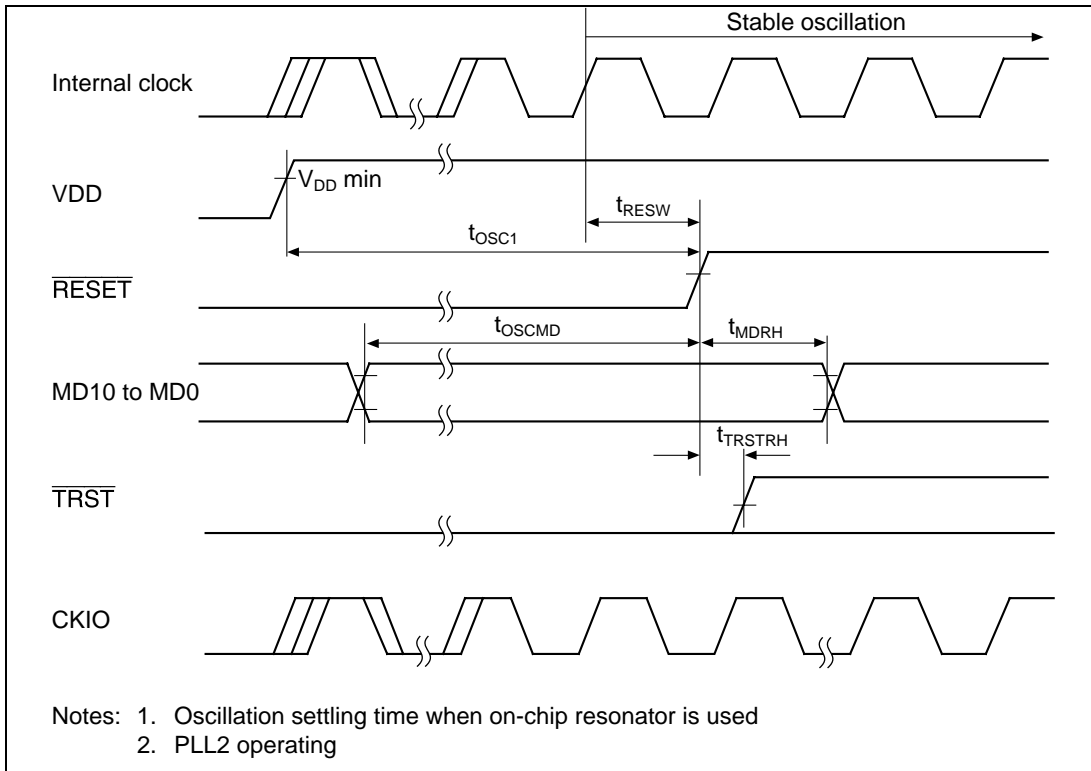 Stable oscillation
Internal clock
VDD
VDD min
tRESW
tOSC1
RESET
tOSCMD
tMDRH
MD10 to MD0
tTRSTRH
TRST
CKIO
Notes: 1. Oscillation settling time when on-chip resonator is used
2. PLL2 operating